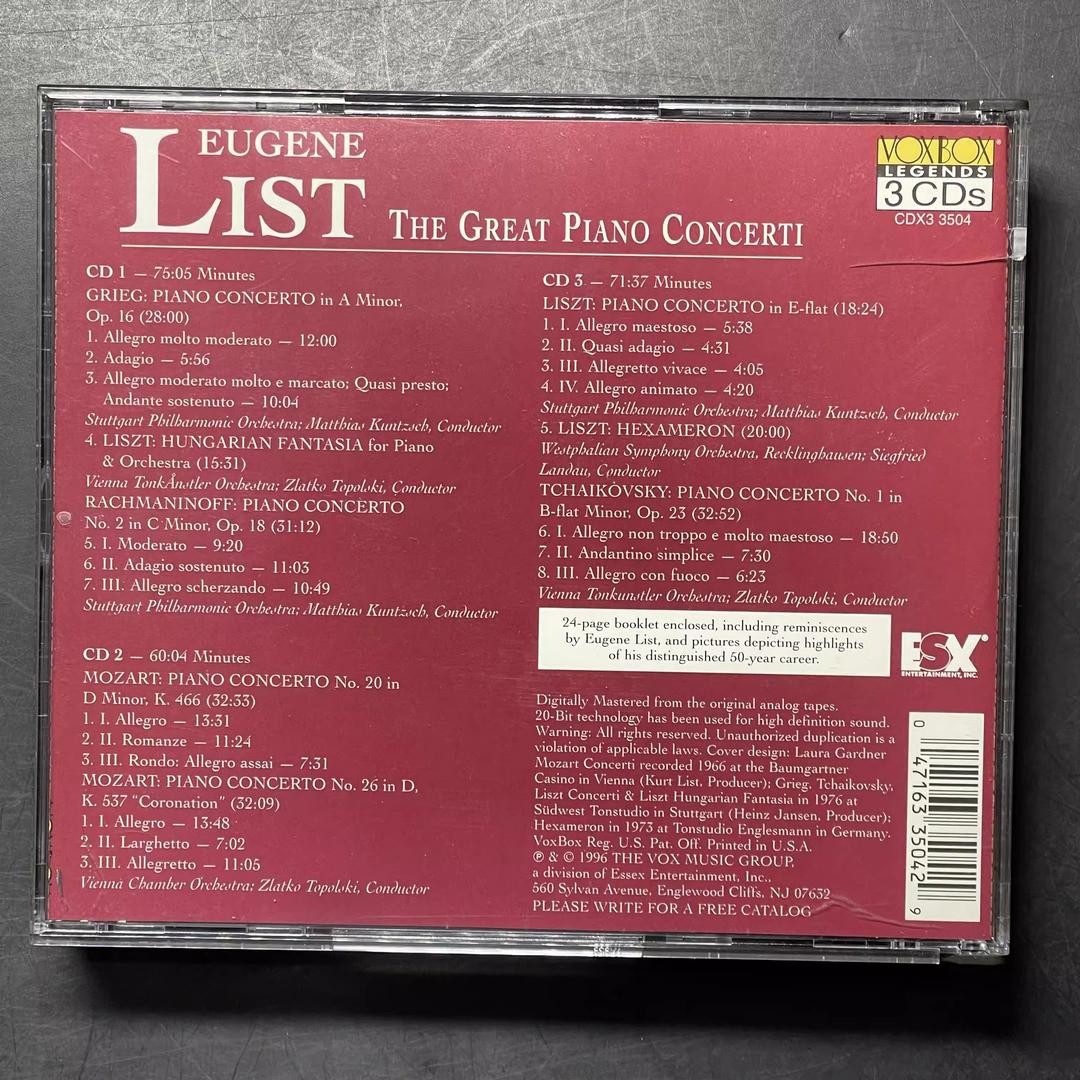 EUGENE
LIST THE GREAT PIANO CONCERTI
VOXBOX®
LEGENDS
3 CDs
CDX3 3504
CD 1 — 75:05 Minutes
GRIEG: PIANO CONCERTO in A Minor,
Op. 16 (28:00)
1. Allegro molto moderato — 12:00
2. Adagio — 5:56
3. Allegro moderato molto e marcato; Quasi presto;
Andante sostenuto — 10:04
Stuttgart Philharmonic Orchestra; Matthias Kuntzsch, Conductor
4. LISZT: HUNGARIAN FANTASIA for Piano
& Orchestra (15:31)
Vienna TonkÅnstler Orchestra; Zlatko Topolski, Conductor
RACHMANINOFF: PIANO CONCERTO
No. 2 in C Minor, Op. 18 (31:12)
5. I. Moderato — 9:20
6. II. Adagio sostenuto — 11:03
7. III. Allegro scherzando — 10:49
Stuttgart Philharmonic Orchestra; Matthias Kuntzsch, Conductor
CD 2 — 60:04 Minutes
MOZART: PIANO CONCERTO No. 20 in
D Minor, K. 466 (32:33)
1. I. Allegro — 13:31
2. II. Romanze — 11:24
3. III. Rondo: Allegro assai — 7:31
MOZART: PIANO CONCERTO No. 26 in D,
K. 537 “Coronation” (32:09)
1. I. Allegro — 13:48
2. II. Larghetto — 7:02
3. III. Allegretto — 11:05
Vienna Chamber Orchestra; Zlatko Topolski, Conductor
CD 3 — 71:37 Minutes
LISZT: PIANO CONCERTO in E-flat (18:24)
1. I. Allegro maestoso — 5:38
2. II. Quasi adagio — 4:31
3. III. Allegretto vivace — 4:05
4. IV. Allegro animato — 4:20
Stuttgart Philharmonic Orchestra; Matthias Kuntzsch, Conductor
5. LISZT: HEXAMERON (20:00)
Westphalian Symphony Orchestra, Recklinghausen; Siegfried
Landau, Conductor
TCHAIKOVSKY: PIANO CONCERTO No. 1 in
B-flat Minor, Op. 23 (32:52)
6. I. Allegro non troppo e molto maestoso — 18:50
7. II. Andantino simplice — 7:30
8. III. Allegro con fuoco — 6:23
Vienna Tonkunstler Orchestra; Zlatko Topolski, Conductor
24-page booklet enclosed, including reminiscences
by Eugene List, and pictures depicting highlights
of his distinguished 50-year career.
ESX®
ENTERTAINMENT, INC.
Digitally Mastered from the original analog tapes.
20-Bit technology has been used for high definition sound.
Warning: All rights reserved. Unauthorized duplication is a
violation of applicable laws. Cover design: Laura Gardner
Mozart Concerti recorded 1966 at the Baumgartner
Casino in Vienna (Kurt List, Producer); Grieg, Tchaikovsky,
Liszt Concerti & Liszt Hungarian Fantasia in 1976 at
Südwest Tonstudio in Stuttgart (Heinz Jansen, Producer);
Hexameron in 1973 at Tonstudio Englesmann in Germany.
VoxBox Reg. U.S. Pat. Off. Printed in U.S.A.
℗ & © 1996 THE VOX MUSIC GROUP,
a division of Essex Entertainment, Inc.,
560 Sylvan Avenue, Englewood Cliffs, NJ 07632
PLEASE WRITE FOR A FREE CATALOG
0 47163 35042 9